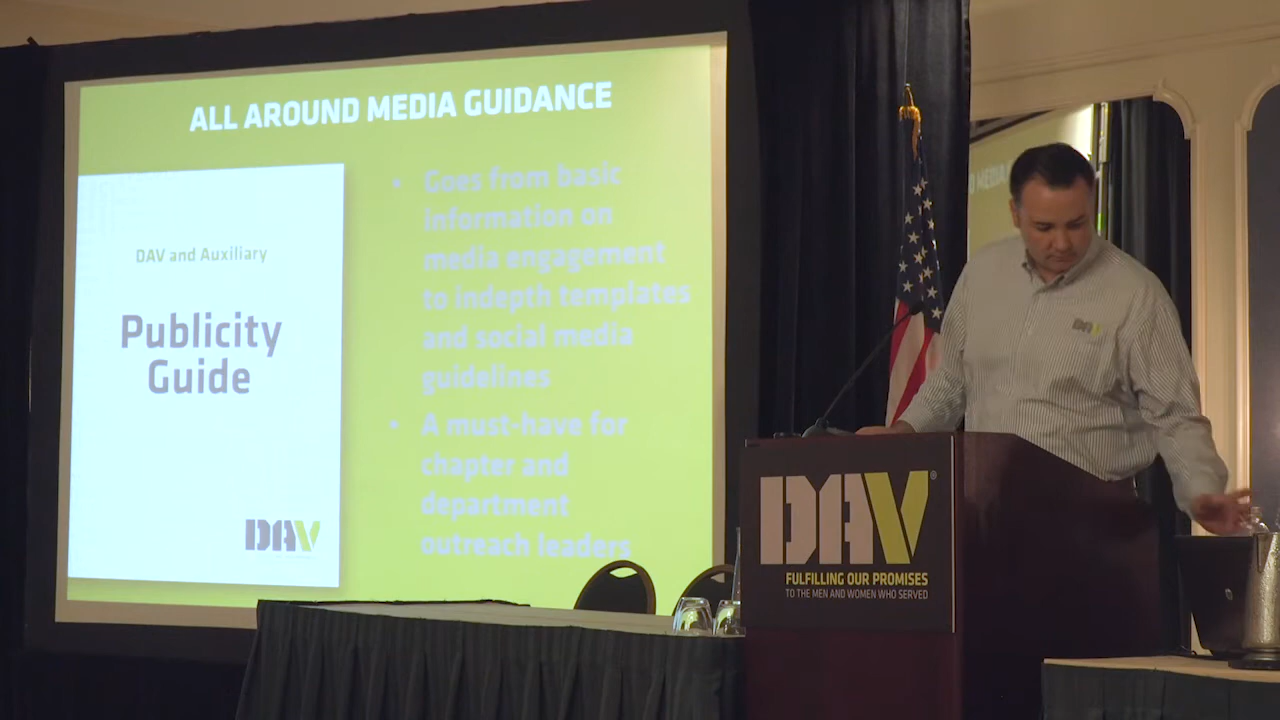 ALL AROUND MEDIA GUIDANCE
DAV and Auxiliary
Publicity
Guide
DAV
• Goes from basic
information on
media engagement
to indepth templates
and social media
guidelines
• A must-have for
chapter and
department
outreach leaders
MEDIA
DAV
DAV®
FULFILLING OUR PROMISES
TO THE MEN AND WOMEN WHO SERVED